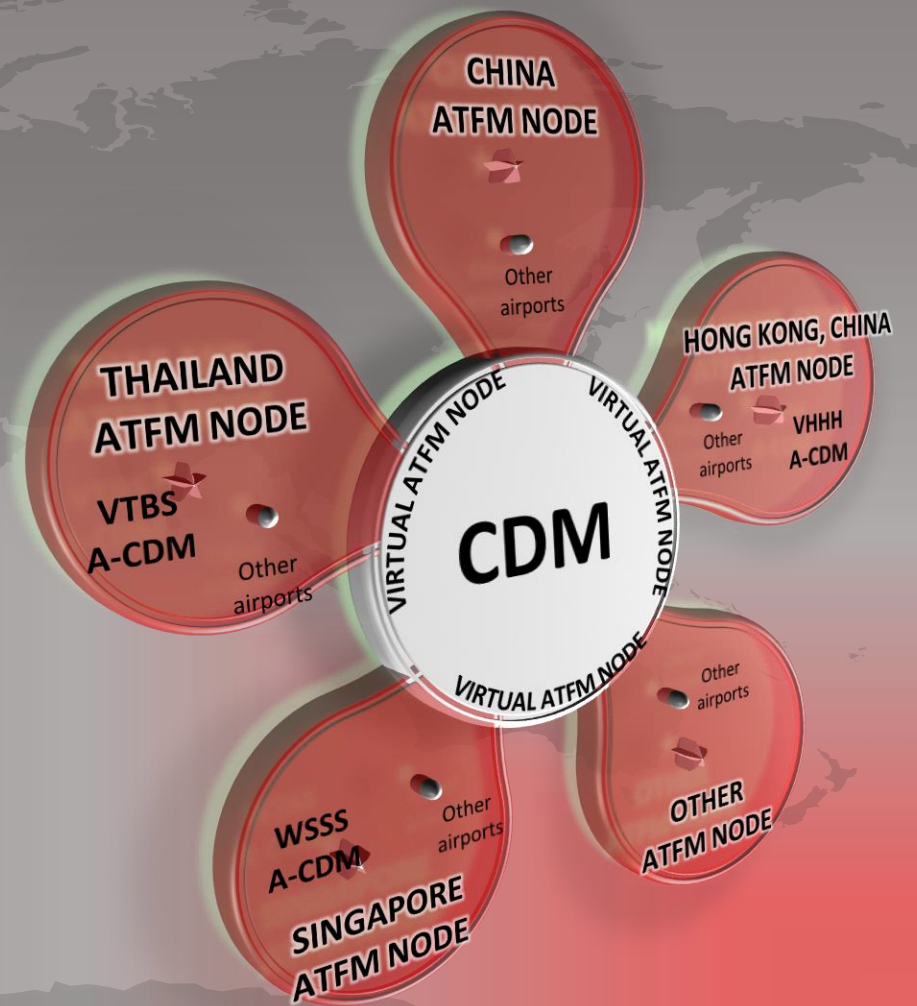 CHINA
ATFM NODE
Other
airports
HONG KONG, CHINA
ATFM NODE
Other
airports
VHHH
A-CDM
THAILAND
ATFM NODE
VTBS
A-CDM
Other
airports
VIRTUAL ATFM NODE
VIRTUAL ATFM NODE
CDM
VIRTUAL ATFM NODE
Other
airports
OTHER
ATFM NODE
WSSS
A-CDM
Other
airports
SINGAPORE
ATFM NODE